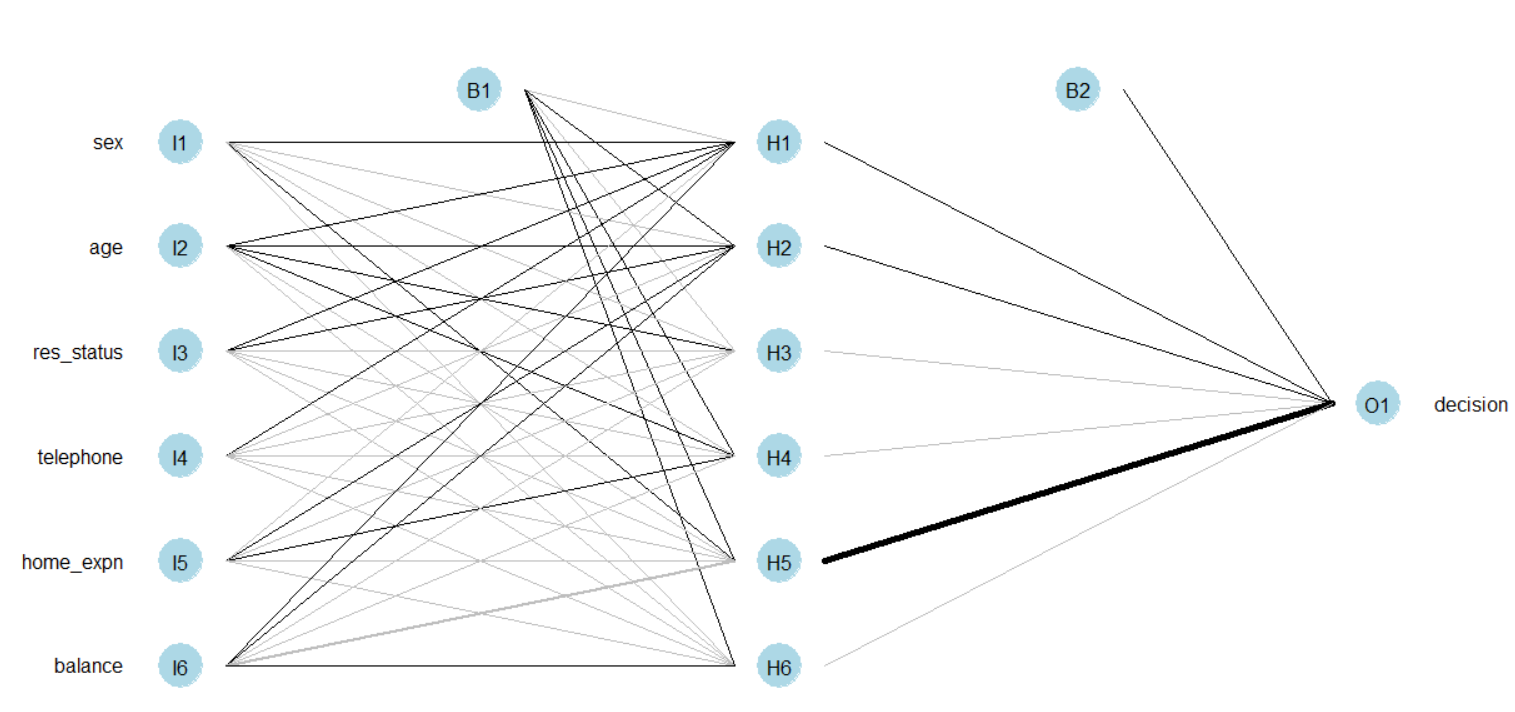 B1
B2
sex I1 H1
age I2 H2
res_status I3 H3
O1 decision
telephone I4 H4
home_expn I5 H5
balance I6 H6